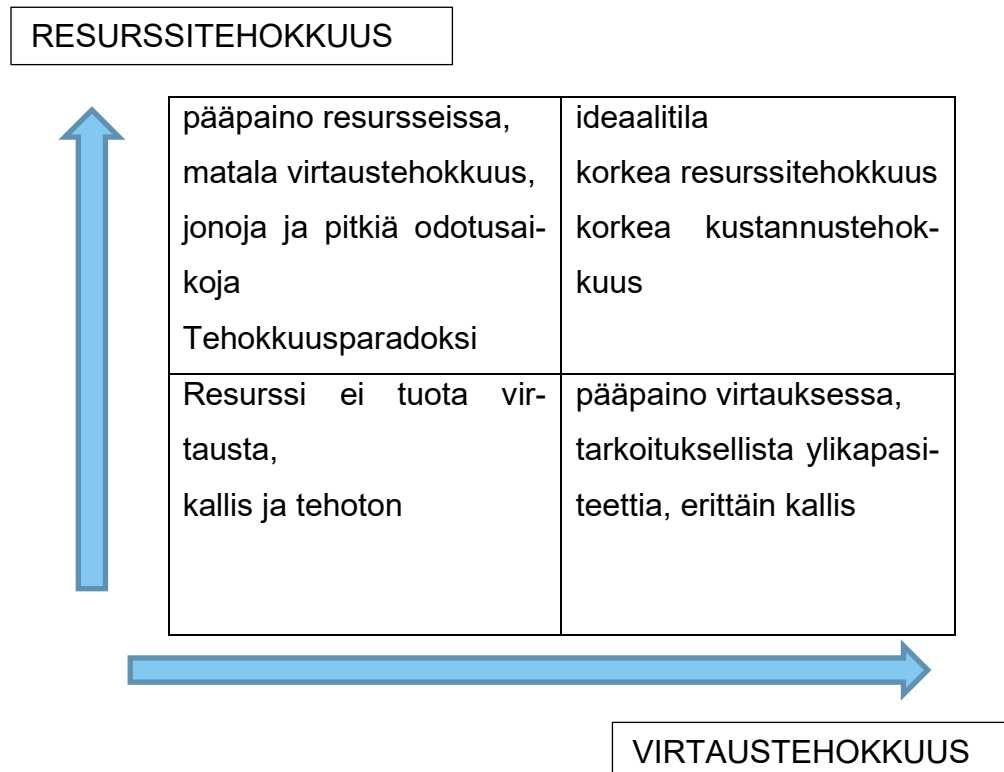 RESURSSITEHOKKUUS
pääpaino resursseissa,
matala virtaustehokkuus,
jonoja ja pitkiä odotusai-
koja
Tehokkuusparadoksi
ideaalitila
korkea resurssitehokkuus
korkea kustannustehok-
kuus
Resurssi ei tuota vir-
tausta,
kallis ja tehoton
pääpaino virtauksessa,
tarkoituksellista ylikapasi-
teettia, erittäin kallis
VIRTAUSTEHOKKUUS